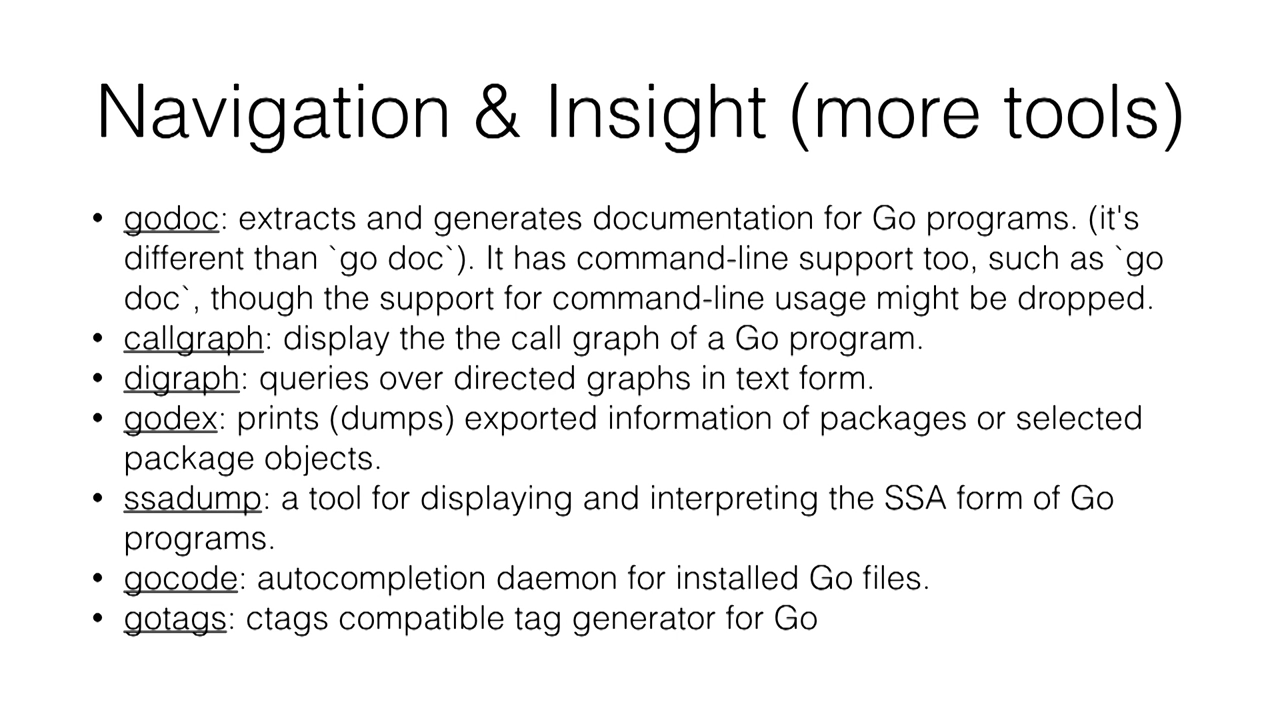 Navigation & Insight (more tools)
• godoc: extracts and generates documentation for Go programs. (it's
different than `go doc`). It has command-line support too, such as `go
doc`, though the support for command-line usage might be dropped.
• callgraph: display the the call graph of a Go program.
• digraph: queries over directed graphs in text form.
• godex: prints (dumps) exported information of packages or selected
package objects.
• ssadump: a tool for displaying and interpreting the SSA form of Go
programs.
• gocode: autocompletion daemon for installed Go files.
• gotags: ctags compatible tag generator for Go